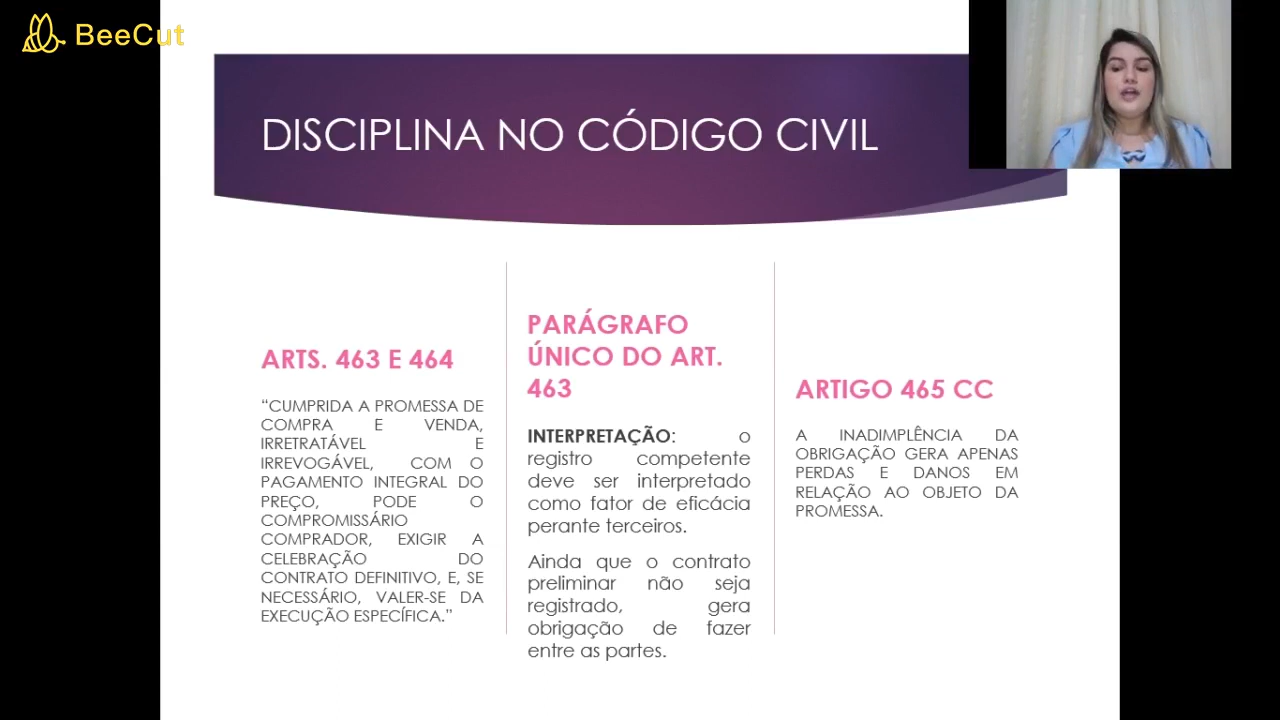 BeeCut
DISCIPLINA NO CÓDIGO CIVIL
ARTS. 463 E 464
“CUMPRIDA A PROMESSA DE
COMPRA E VENDA,
IRRETRATÁVEL E
IRREVOGÁVEL, COM O
PAGAMENTO INTEGRAL DO
PREÇO, PODE O
COMPROMISSÁRIO
COMPRADOR, EXIGIR A
CELEBRAÇÃO DO
CONTRATO DEFINITIVO, E, SE
NECESSÁRIO, VALER-SE DA
EXECUÇÃO ESPECÍFICA.”
PARÁGRAFO
ÚNICO DO ART.
463
INTERPRETAÇÃO: o
registro competente
deve ser interpretado
como fator de eficácia
perante terceiros.
Ainda que o contrato
preliminar não seja
registrado, gera
obrigação de fazer
entre as partes.
ARTIGO 465 CC
A INADIMPLÊNCIA DA
OBRIGAÇÃO GERA APENAS
PERDAS E DANOS EM
RELAÇÃO AO OBJETO DA
PROMESSA.